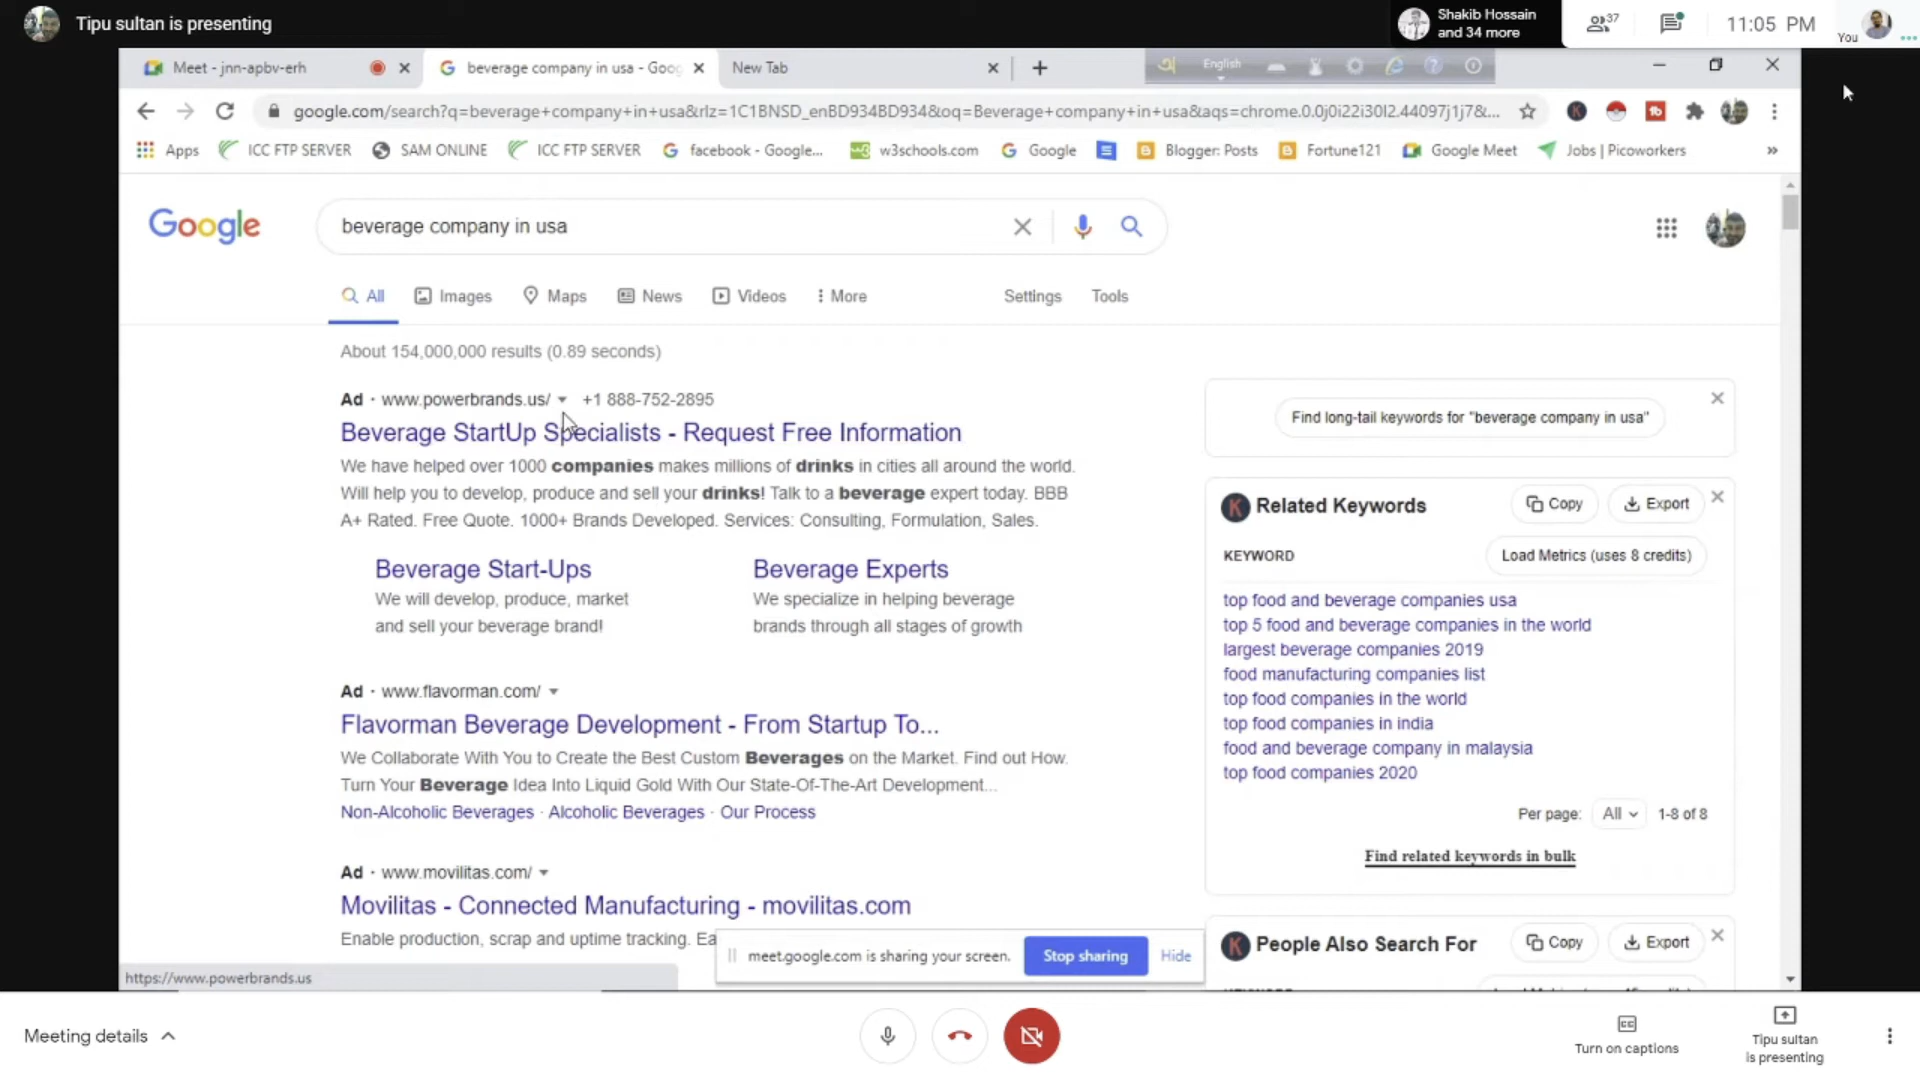 Tipu sultan is presenting
Shakib Hossain
and 34 more
37
11:05 PM
You
Meet - jnn-apbv-erh
beverage company in usa - Goog
New Tab
English
google.com/search?q=beverage+company+in+usa&rlz=1C1BNSD_enBD934BD934&oq=Beverage+company+in+usa&aqs=chrome.0.0j0i22i30l2.44097j1j7&...
Apps
ICC FTP SERVER
SAM ONLINE
ICC FTP SERVER
facebook - Google...
w3schools.com
Google
Blogger: Posts
Fortune121
Google Meet
Jobs | Picoworkers
Google
beverage company in usa
All
Images
Maps
News
Videos
More
Settings
Tools
About 154,000,000 results (0.89 seconds)
Ad · www.powerbrands.us/ +1 888-752-2895
Beverage StartUp Specialists - Request Free Information
We have helped over 1000 companies makes millions of drinks in cities all around the world.
Will help you to develop, produce and sell your drinks! Talk to a beverage expert today. BBB
A+ Rated. Free Quote. 1000+ Brands Developed. Services: Consulting, Formulation, Sales.
Beverage Start-Ups
We will develop, produce, market
and sell your beverage brand!
Beverage Experts
We specialize in helping beverage
brands through all stages of growth
Ad · www.flavorman.com/
Flavorman Beverage Development - From Startup To...
We Collaborate With You to Create the Best Custom Beverages on the Market. Find out How.
Turn Your Beverage Idea Into Liquid Gold With Our State-Of-The-Art Development...
Non-Alcoholic Beverages · Alcoholic Beverages · Our Process
Ad · www.movilitas.com/
Movilitas - Connected Manufacturing - movilitas.com
Enable production, scrap and uptime tracking. Ea
Find long-tail keywords for "beverage company in usa"
Related Keywords
Copy
Export
KEYWORD
Load Metrics (uses 8 credits)
top food and beverage companies usa
top 5 food and beverage companies in the world
largest beverage companies 2019
food manufacturing companies list
top food companies in the world
top food companies in india
food and beverage company in malaysia
top food companies 2020
Per page: All 1-8 of 8
Find related keywords in bulk
People Also Search For
Copy
Export
meet.google.com is sharing your screen.
Stop sharing
Hide
https://www.powerbrands.us
Meeting details
Turn on captions
Tipu sultan
is presenting